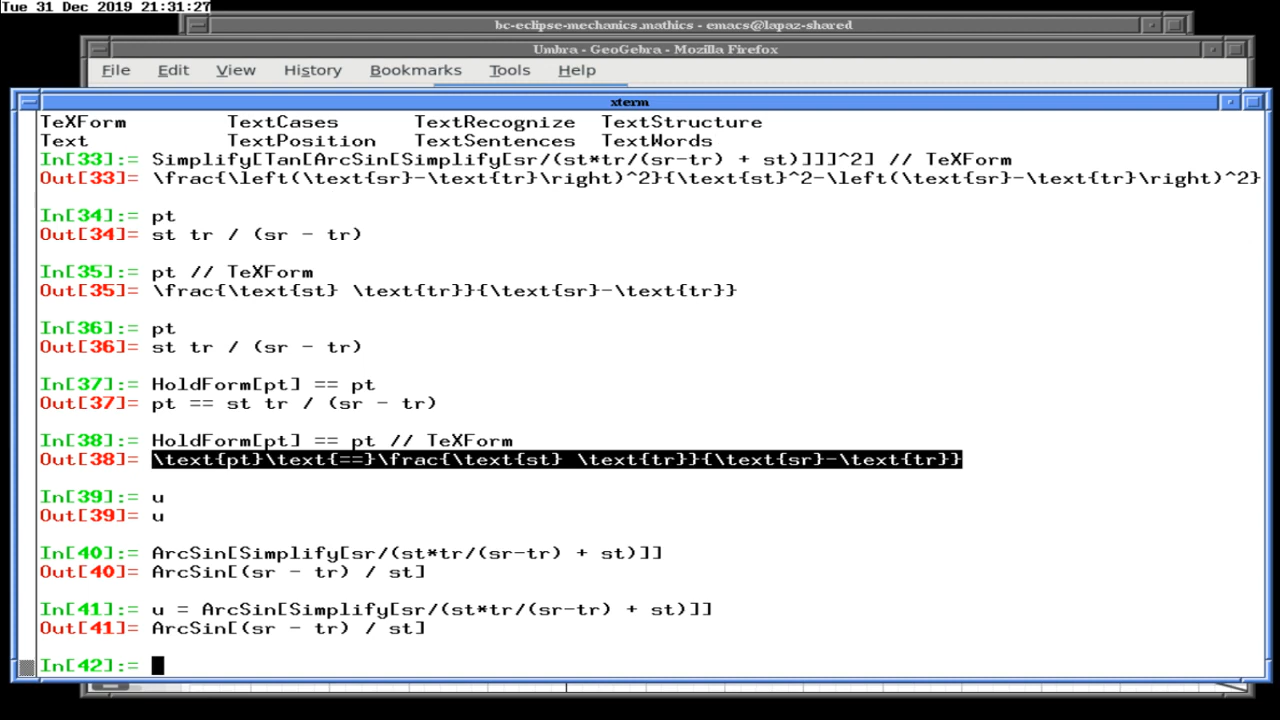 Tue 31 Dec 2019 21:31:27
bc-eclipse-mechanics.mathics - emacs@lapaz-shared
Umbra - GeoGebra - Mozilla Firefox
File Edit View History Bookmarks Tools Help
xterm
TeXForm TextCases TextRecognize TextStructure
Text TextPosition TextSentences TextWords
In[33]:= Simplify[Tan[ArcSin[Simplify[sr/(st*tr/(sr-tr) + st)]]]^2] // TeXForm
Out[33]= \frac{\left(\text{sr}-\text{tr}\right)^2}{\text{st}^2-\left(\text{sr}-\text{tr}\right)^2}
In[34]:= pt
Out[34]= st tr / (sr - tr)
In[35]:= pt // TeXForm
Out[35]= \frac{\text{st} \text{tr}}{\text{sr}-\text{tr}}
In[36]:= pt
Out[36]= st tr / (sr - tr)
In[37]:= HoldForm[pt] == pt
Out[37]= pt == st tr / (sr - tr)
In[38]:= HoldForm[pt] == pt // TeXForm
Out[38]= \text{pt}\text{==}\frac{\text{st} \text{tr}}{\text{sr}-\text{tr}}
In[39]:= u
Out[39]= u
In[40]:= ArcSin[Simplify[sr/(st*tr/(sr-tr) + st)]]
Out[40]= ArcSin[(sr - tr) / st]
In[41]:= u = ArcSin[Simplify[sr/(st*tr/(sr-tr) + st)]]
Out[41]= ArcSin[(sr - tr) / st]
In[42]:=